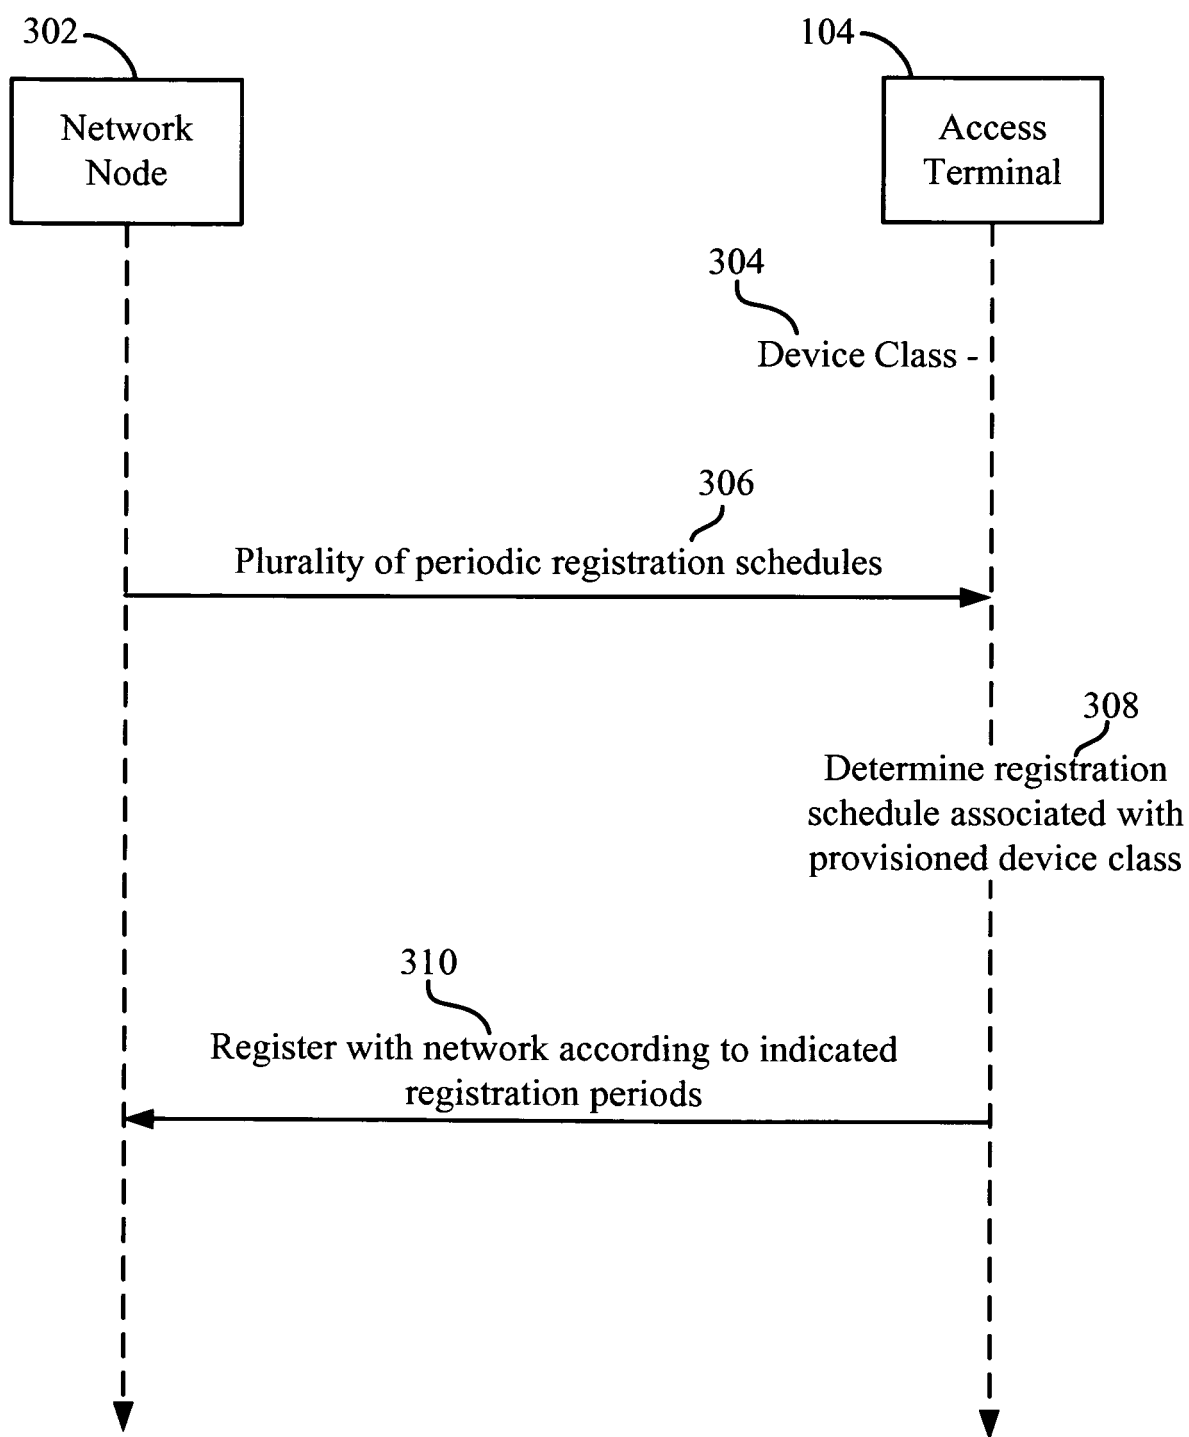 302
104
Network
Node
Access
Terminal
304
Device Class -
306
Plurality of periodic registration schedules
308
Determine registration
schedule associated with
provisioned device class
310
Register with network according to indicated
registration periods